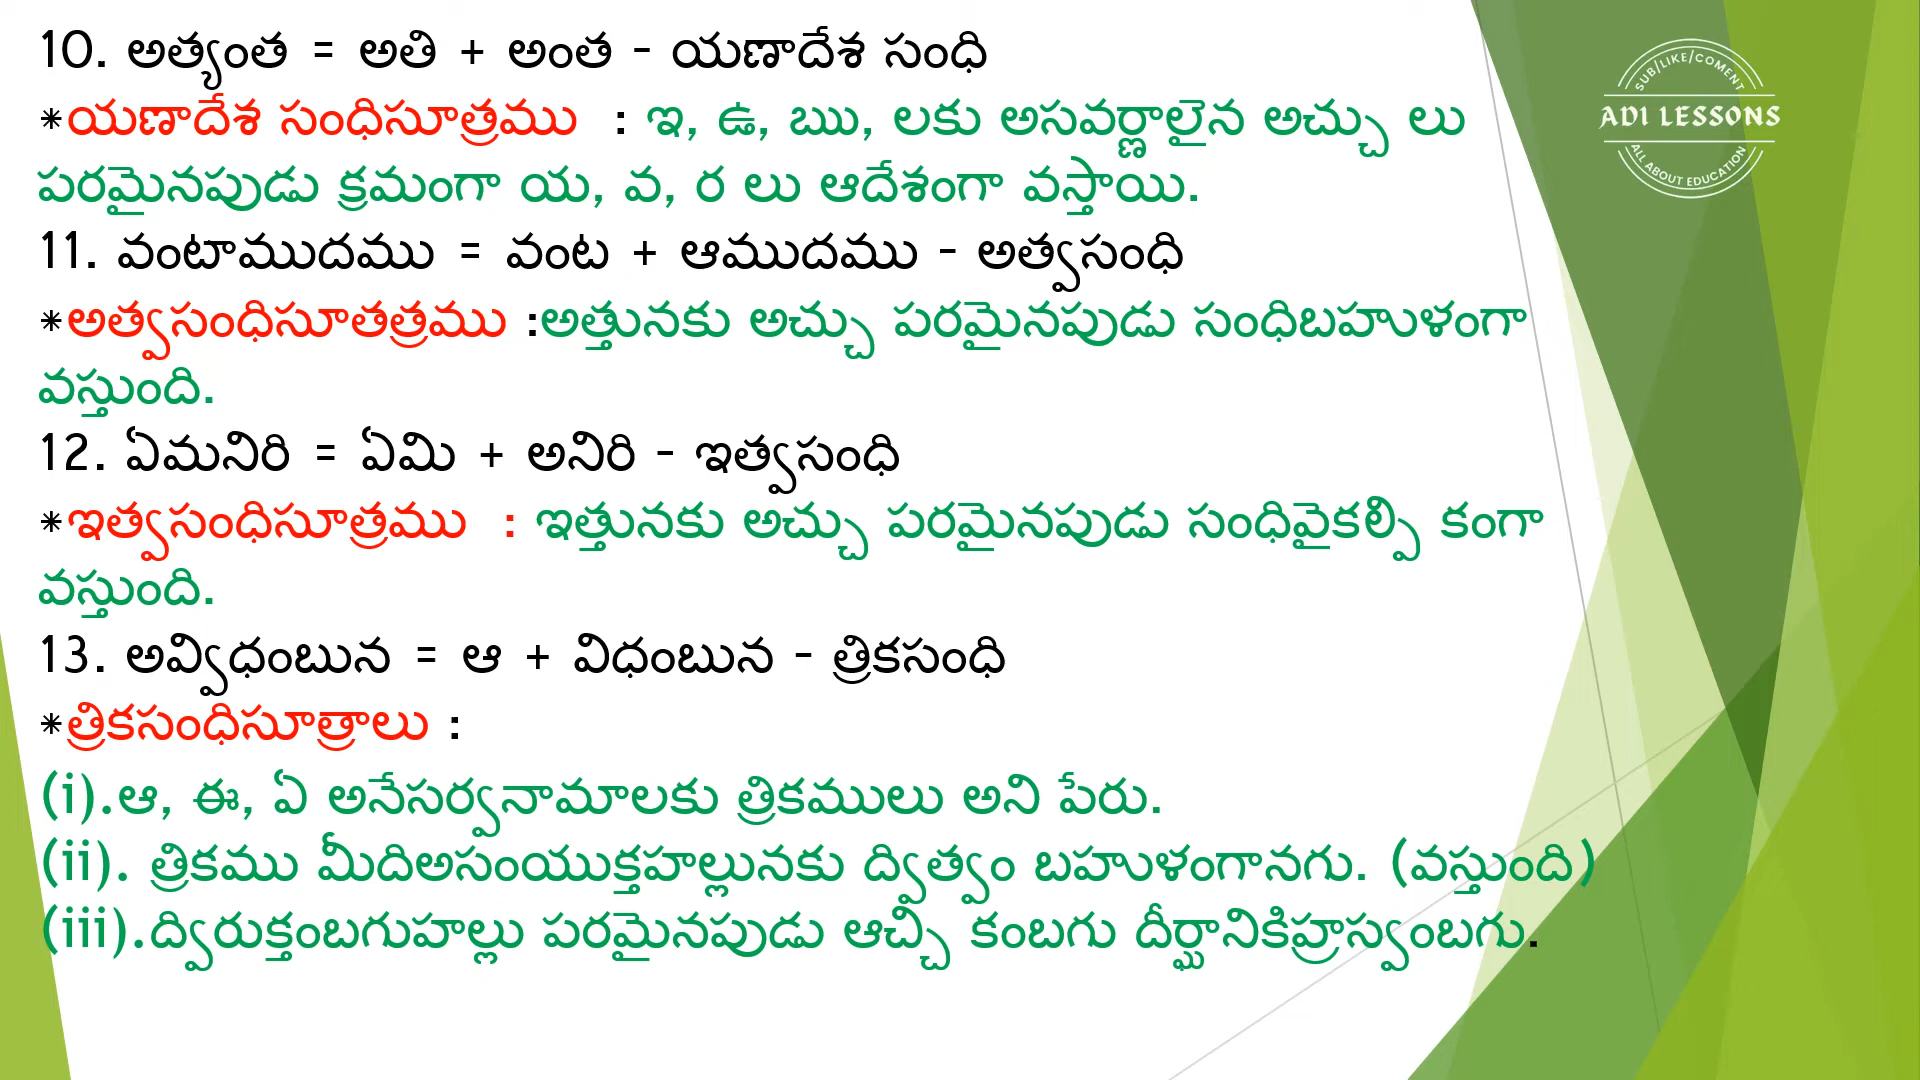 10. అత్యంత = అతి + అంత - యణాదేశ సంధి
*యణాదేశ సంధిసూత్రము : ఇ, ఉ, ఋ, లకు అసవర్ణాలైన అచ్చు లు
పరమైనపుడు క్రమంగా య, వ, ర లు ఆదేశంగా వస్తాయి.
11. వంటాముదము = వంట + ఆముదము - అత్వసంధి
*అత్వసంధిసూతత్రము :అత్తునకు అచ్చు పరమైనపుడు సంధిబహుళంగా
వస్తుంది.
12. ఏమనిరి = ఏమి + అనిరి - ఇత్వసంధి
*ఇత్వసంధిసూత్రము : ఇత్తునకు అచ్చు పరమైనపుడు సంధివైకల్పి కంగా
వస్తుంది.
13. అవ్విధంబున = ఆ + విధంబున - త్రికసంధి
*త్రికసంధిసూత్రాలు :
(i).ఆ, ఈ, ఏ అనేసర్వనామాలకు త్రికములు అని పేరు.
(ii). త్రికము మీదిఅసంయుక్తహల్లునకు ద్విత్వం బహుళంగానగు. (వస్తుంది)
(iii).ద్విరుక్తంబగుహల్లు పరమైనపుడు ఆచ్చి కంబగు దీర్ఘానికిహ్రస్వంబగు.
SUB/LIKE/COMENT
ADI LESSONS
ALL ABOUT EDUCATION